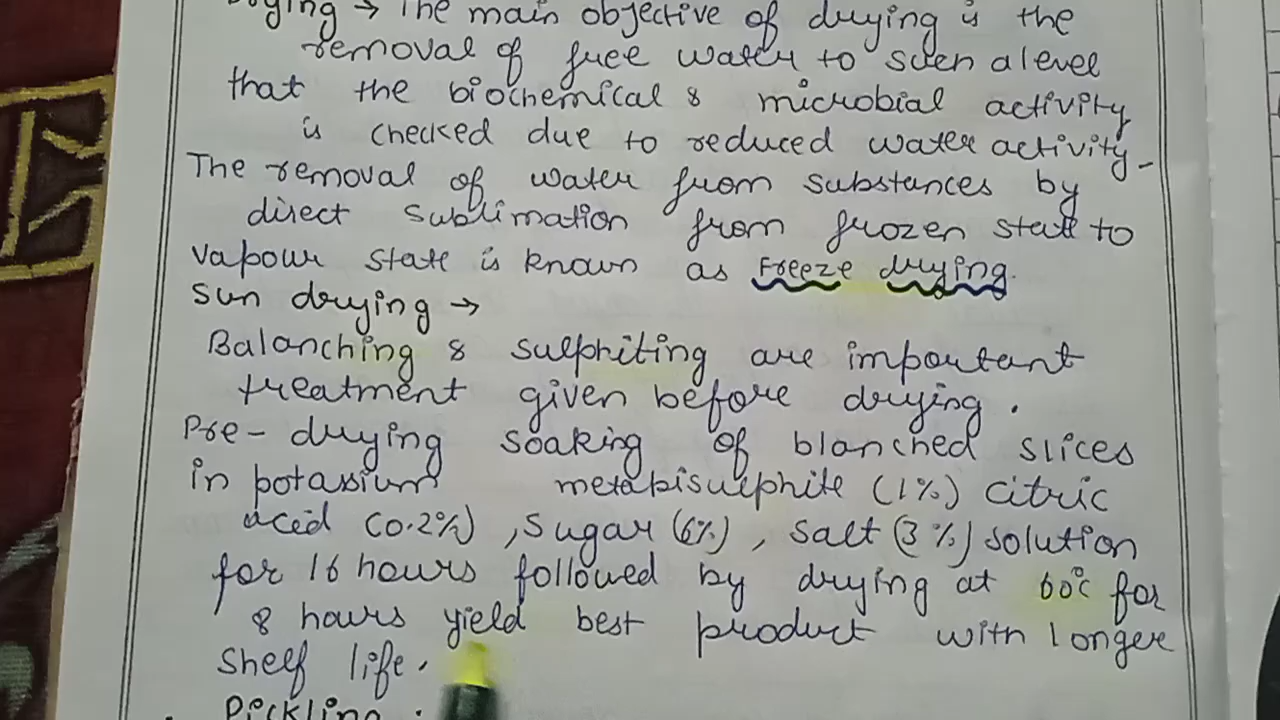 Drying → The main objective of drying is the
removal of free water to such a level
that the biochemical & microbial activity
is checked due to reduced water activity-
The removal of water from substances by
direct sublimation from frozen state to
vapour state is known as Freeze drying.
Sun drying →
Balanching & sulphiting are important
treatment given before drying.
Pre-drying soaking of blanched slices
in potassium metabisulphite (1%) citric
acid (0.2%), sugar (6%), salt (3%) solution
for 16 hours followed by drying at 60°c for
8 hours yield best product with longer
shelf life.
Pickling :